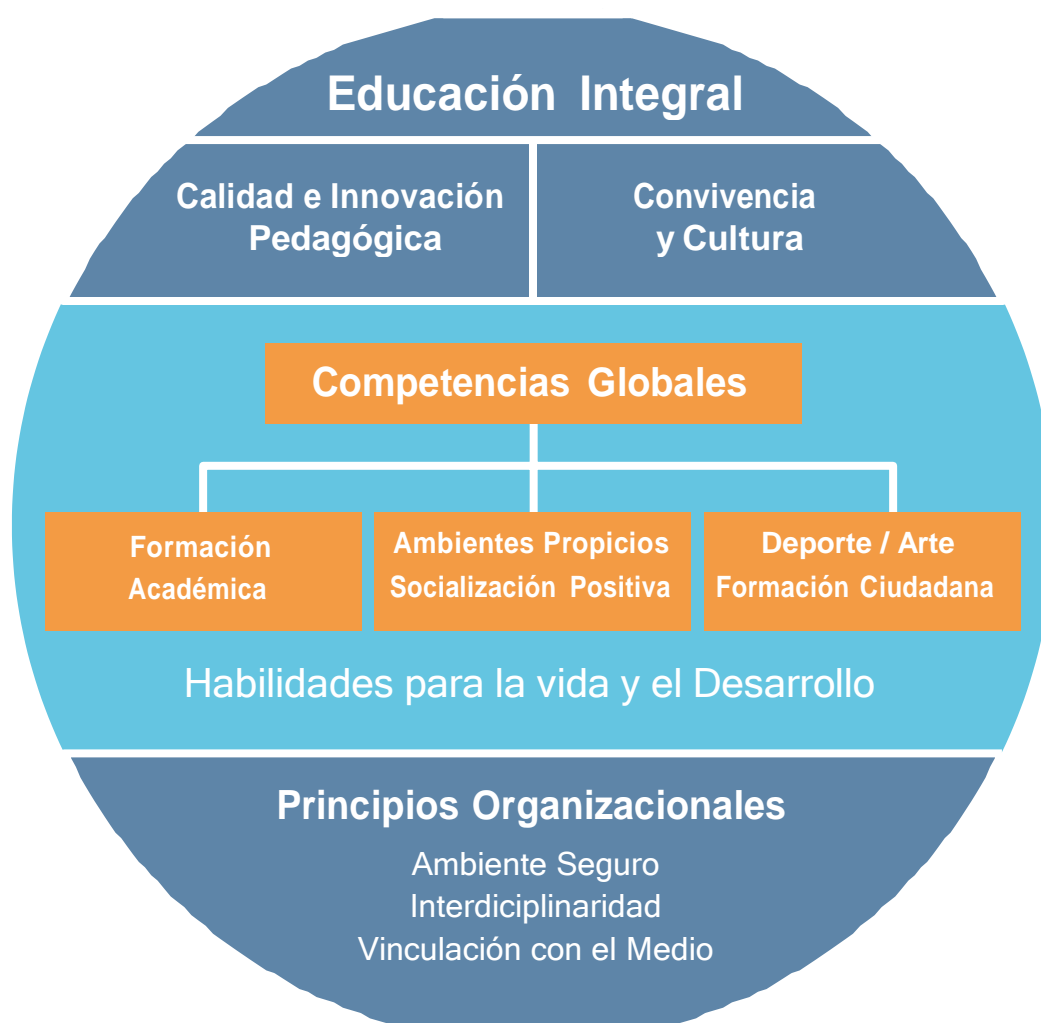 Educación Integral
Calidad e Innovación
Pedagógica
Convivencia
y Cultura
Competencias Globales
Formación
Académica
Ambientes Propicios
Socialización Positiva
Deporte / Arte
Formación Ciudadana
Habilidades para la vida y el Desarrollo
Principios Organizacionales
Ambiente Seguro
Interdiciplinaridad
Vinculación con el Medio